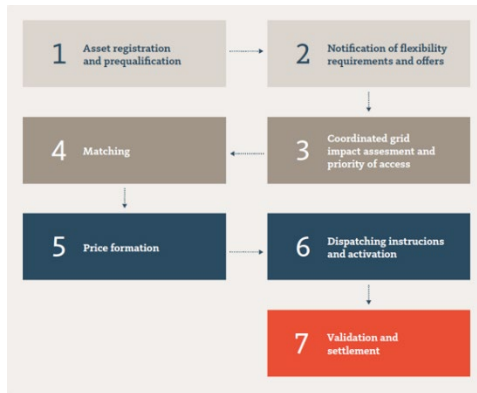 1
Asset registration
and prequalification
2
Notification of flexibility
requirements and offers
4
Matching
3
Coordinated grid
impact assesment and
priority of access
5
Price formation
6
Dispatching instrucions
and activation
7
Validation and
settlement